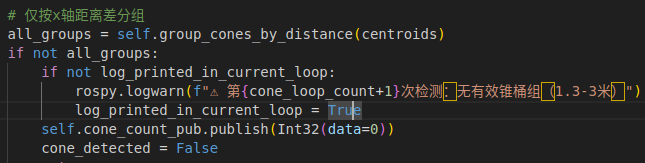 # 仅按x轴距离差分组
all_groups = self.group_cones_by_distance(centroids)
if not all_groups:
    if not log_printed_in_current_loop:
        rospy.logwarn(f"⚠ 第{cone_loop_count+1}次检测：无有效锥桶组（1.3-3米）")
        log_printed_in_current_loop = True
    self.cone_count_pub.publish(Int32(data=0))
    cone_detected = False